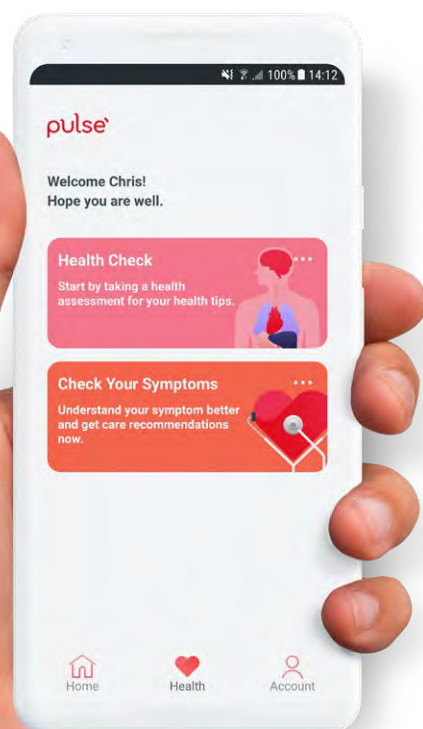 100% 14:12
pulse
Welcome Chris!
Hope you are well.
Health Check
Start by taking a health
assessment for your health tips.
Check Your Symptoms
Understand your symptom better
and get care recommendations
now.
Home
Health
Account